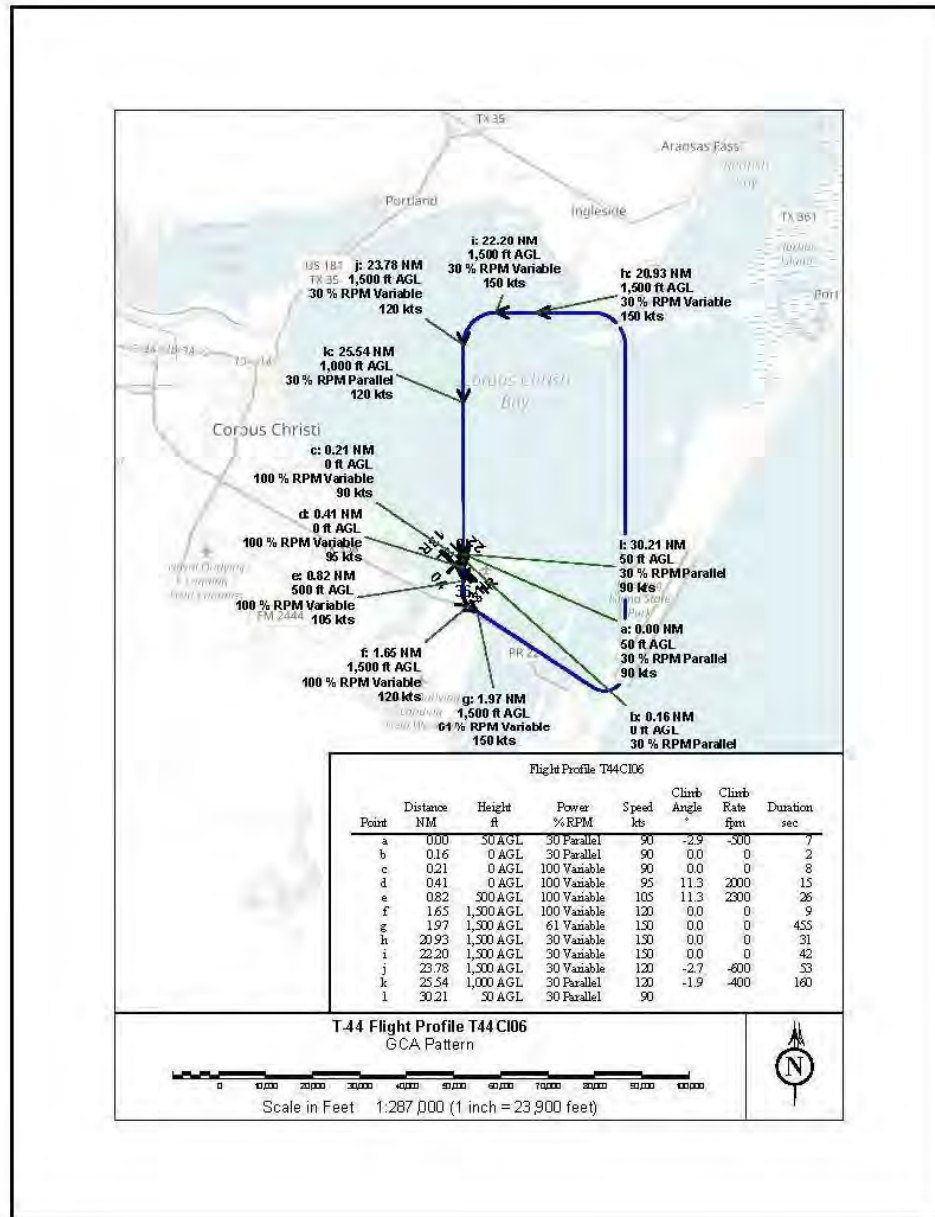 TX 35
Aransas Pass
Redfish
Bay
Portland
Ingleside
TX 361
Port
i: 22.20 NM
1,500 ft AGL
30 % RPM Variable
150 kts
h: 20.93 NM
1,500 ft AGL
30 % RPM Variable
150 kts
US 181
TX 35
j: 23.78 NM
1,500 ft AGL
30 % RPM Variable
120 kts
k: 25.54 NM
1,000 ft AGL
30 % RPM Parallel
120 kts
Corpus Christi
Bay
Corpus Christi
c: 0.21 NM
0 ft AGL
100 % RPM Variable
90 kts
d: 0.41 NM
0 ft AGL
100 % RPM Variable
95 kts
e: 0.82 NM
500 ft AGL
100 % RPM Variable
105 kts
FM 2444
f: 1.65 NM
1,500 ft AGL
100 % RPM Variable
120 kts
g: 1.97 NM
1,500 ft AGL
61 % RPM Variable
150 kts
l: 30.21 NM
50 ft AGL
30 % RPM Parallel
90 kts
Island State
Park
a: 0.00 NM
50 ft AGL
30 % RPM Parallel
90 kts
PR 22
b: 0.16 NM
0 ft AGL
30 % RPM Parallel
Flight Profile T44CI06
Climb Climb
Distance Height Power Speed Angle Rate Duration
Point NM ft % RPM kts ° fpm sec
a 0.00 50 AGL 30 Parallel 90 -2.9 -500 7
b 0.16 0 AGL 30 Parallel 90 0.0 0 2
c 0.21 0 AGL 100 Variable 90 0.0 0 8
d 0.41 0 AGL 100 Variable 95 11.3 2000 15
e 0.82 500 AGL 100 Variable 105 11.3 2300 26
f 1.65 1,500 AGL 100 Variable 120 0.0 0 9
g 1.97 1,500 AGL 61 Variable 150 0.0 0 455
h 20.93 1,500 AGL 30 Variable 150 0.0 0 31
i 22.20 1,500 AGL 30 Variable 150 0.0 0 42
j 23.78 1,500 AGL 30 Variable 120 -2.7 -600 53
k 25.54 1,000 AGL 30 Parallel 120 -1.9 -400 160
l 30.21 50 AGL 30 Parallel 90
T-44 Flight Profile T44CI06
GCA Pattern
0 10,000 20,000 30,000 40,000 50,000 60,000 70,000 80,000 90,000 100,000
Scale in Feet 1:287,000 (1 inch = 23,900 feet)
N